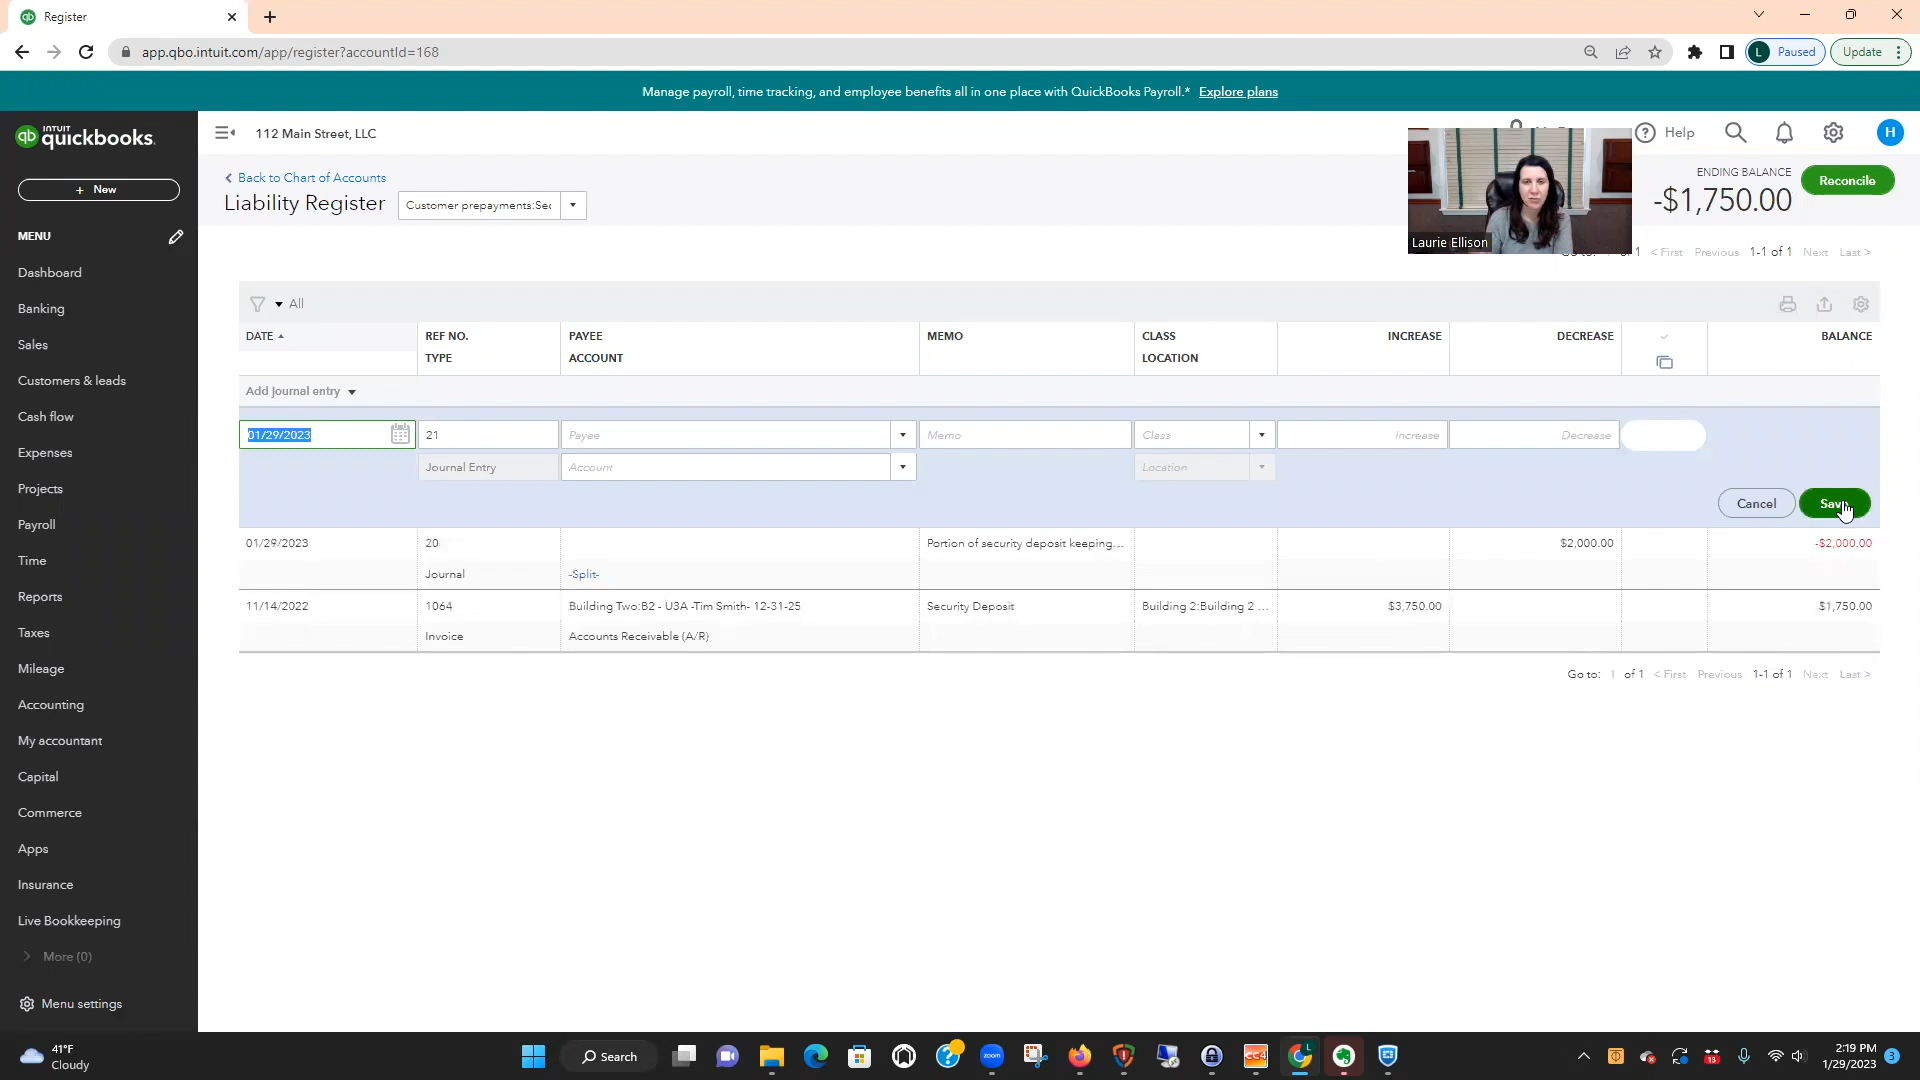 Register
app.qbo.intuit.com/app/register?accountId=168
L Paused
Update
Manage payroll, time tracking, and employee benefits all in one place with QuickBooks Payroll.* Explore plans
qb INTUIT quickbooks.
112 Main Street, LLC
Help
H
+ New
Back to Chart of Accounts
Liability Register
Customer prepayments:Sec
ENDING BALANCE
-$1,750.00
Reconcile
Laurie Ellison
1 < First Previous 1-1 of 1 Next Last >
MENU
Dashboard
Banking
Sales
Customers & leads
Cash flow
Expenses
Projects
Payroll
Time
Reports
Taxes
Mileage
Accounting
My accountant
Capital
Commerce
Apps
Insurance
Live Bookkeeping
More (0)
Menu settings
All
DATE REF NO. PAYEE MEMO CLASS INCREASE DECREASE BALANCE
TYPE ACCOUNT LOCATION
Add journal entry
01/29/2023 21 Payee Memo Class Increase Decrease
Journal Entry Account Location
Cancel Save
01/29/2023 20 Portion of security deposit keeping... $2,000.00 -$2,000.00
Journal -Split-
11/14/2022 1064 Building Two:B2 - U3A -Tim Smith- 12-31-25 Security Deposit Building 2:Building 2 ... $3,750.00 $1,750.00
Invoice Accounts Receivable (A/R)
Go to: 1 of 1 < First Previous 1-1 of 1 Next Last >
41°F
Cloudy
Search
zoom
CC4
13
2:19 PM
1/29/2023
3